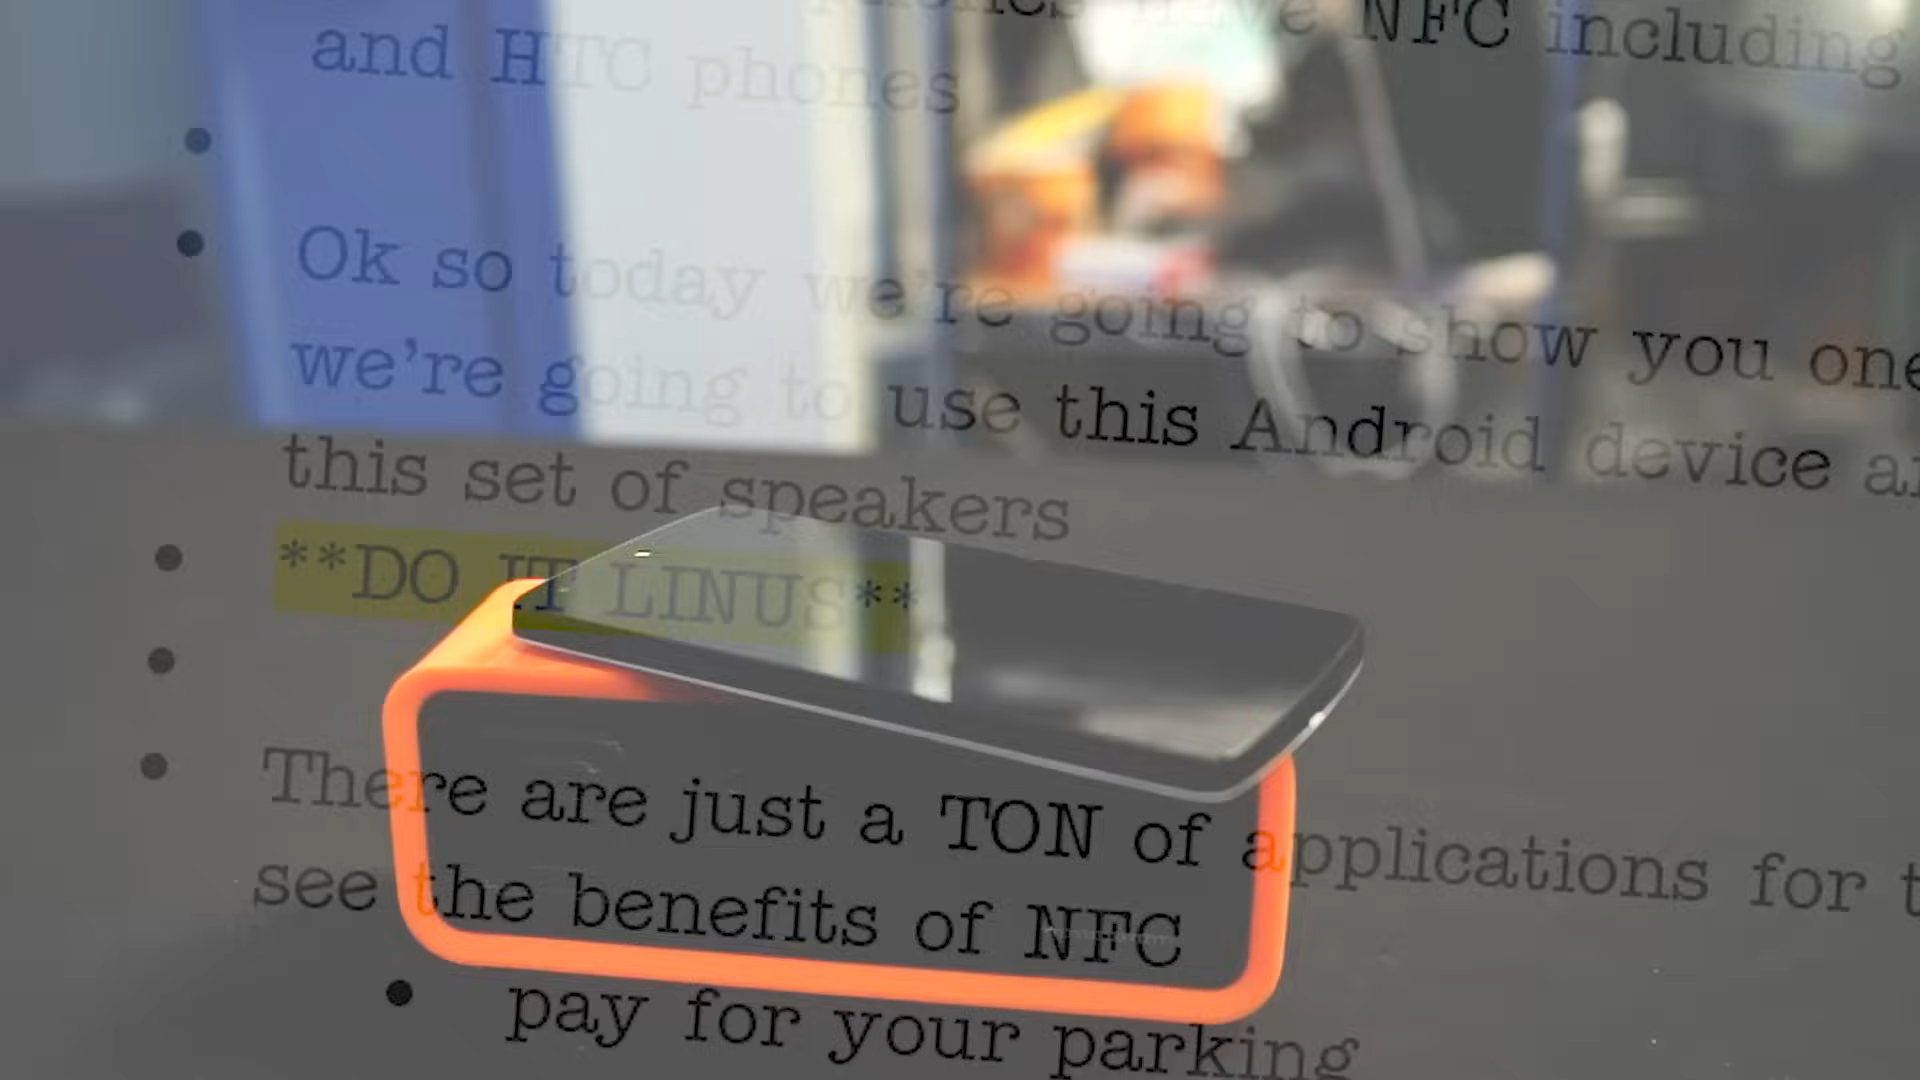 have NFC including
and HTC phones
Ok so today we're going to show you one
we're going to use this Android device
this set of speakers
**DO IT LINUS**
There are just a TON of applications for
see the benefits of NFC
pay for your parking